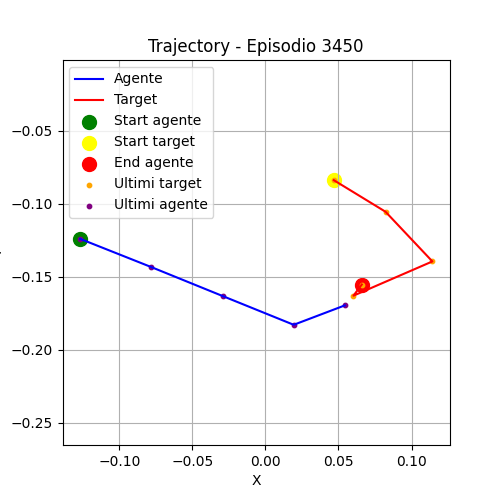 Trajectory - Episodio 3450
Agente
Target
Start agente
Start target
End agente
Ultimi target
Ultimi agente
−0.05
−0.10
−0.15
−0.20
−0.25
−0.10
−0.05
0.00
0.05
0.10
X